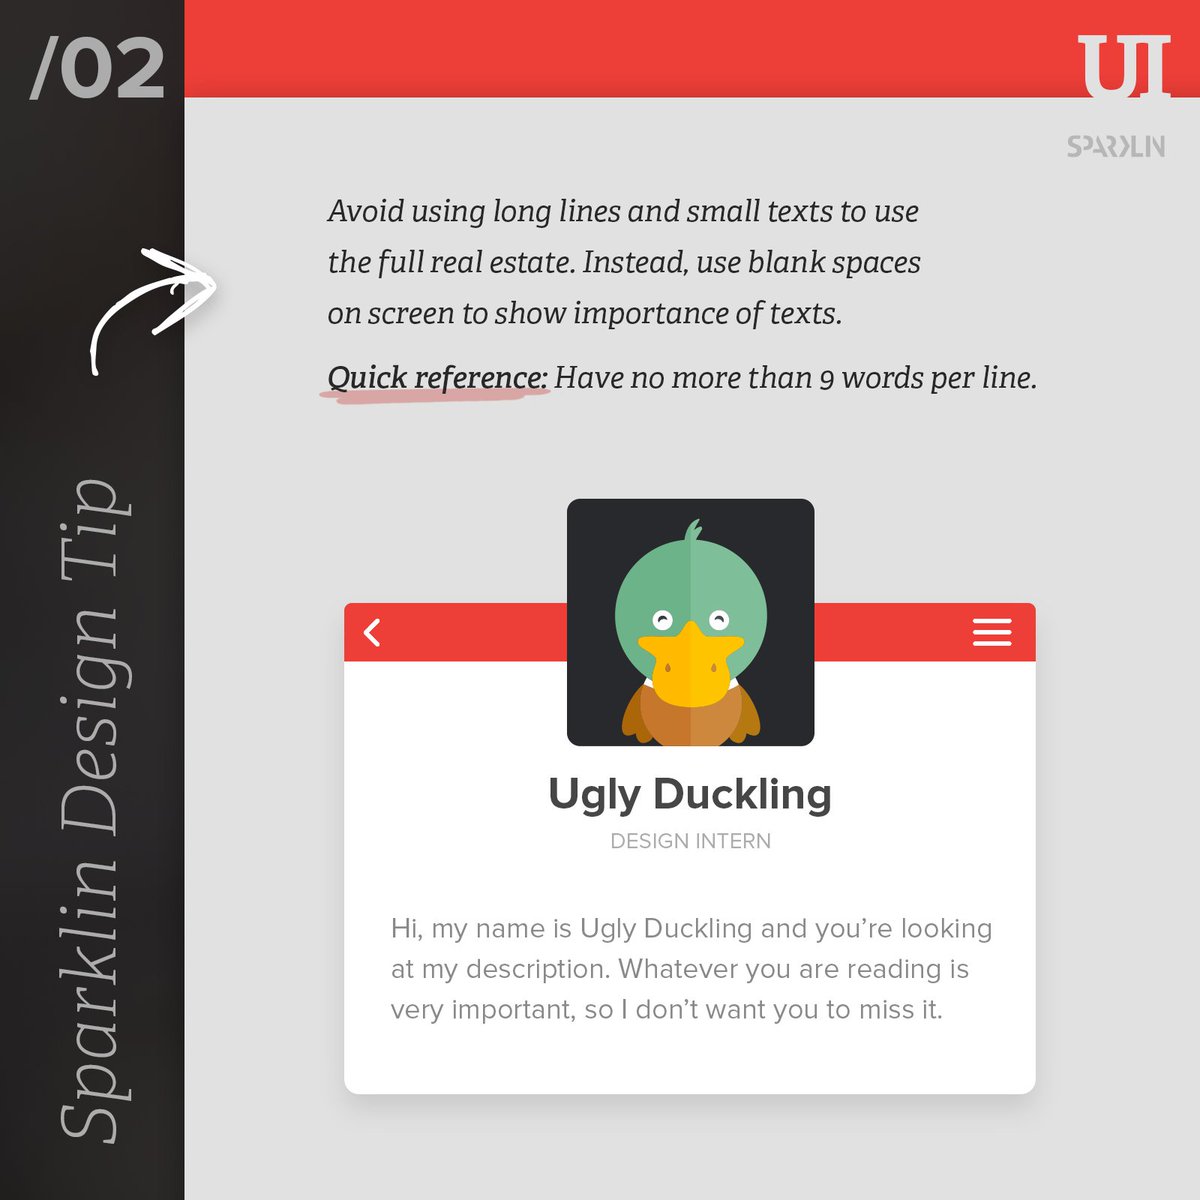 /02
UI
SPARKLIN
Avoid using long lines and small texts to use
the full real estate. Instead, use blank spaces
on screen to show importance of texts.
Quick reference: Have no more than 9 words per line.
Sparklin Design Tip
Ugly Duckling
DESIGN INTERN
Hi, my name is Ugly Duckling and you’re looking
at my description. Whatever you are reading is
very important, so I don’t want you to miss it.